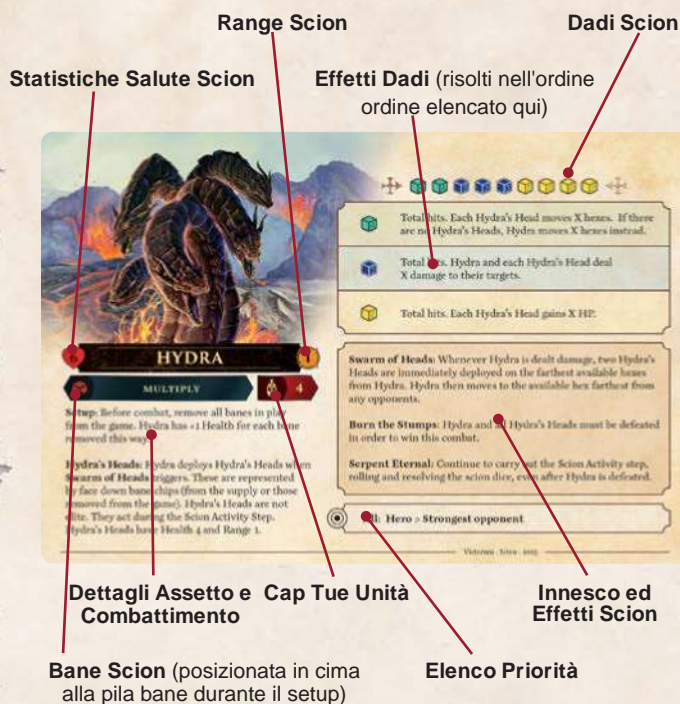 Range Scion
Dadi Scion
Statistiche Salute Scion
Effetti Dadi (risolti nell'ordine
ordine elencato qui)
Total hits. Each Hydra's Head moves X hexes. If there
are no Hydra's Heads, Hydra moves X hexes instead.
Total hits. Hydra and each Hydra's Head deal
X damage to their targets.
Total hits. Each Hydra's Head gains X HP.
6
HYDRA
1
MULTIPLY
4
Setup: Before combat, remove all banes in play
from the game. Hydra has +1 Health for each bane
removed this way.
Hydra's Heads: Hydra deploys Hydra's Heads when
Swarm of Heads triggers. These are represented
by face down bane chips (from the supply or those
removed from the game). Hydra's Heads are not
elite. They act during the Scion Activity Step.
Hydra's Heads have Health 4 and Range 1.
Swarm of Heads: Whenever Hydra is dealt damage, two Hydra's
Heads are immediately deployed on the farthest available hexes
from Hydra. Hydra then moves to the available hex farthest from
any opponents.
Burn the Stumps: Hydra and all Hydra's Heads must be defeated
in order to win this combat.
Serpent Eternal: Continue to carry out the Scion Activity step,
rolling and resolving the scion dice, even after Hydra is defeated.
All: Hero > Strongest opponent
Dettagli Assetto e
Combattimento
Cap Tue Unità
Innesco ed
Effetti Scion
Bane Scion (posizionata in cima
alla pila bane durante il setup)
Elenco Priorità